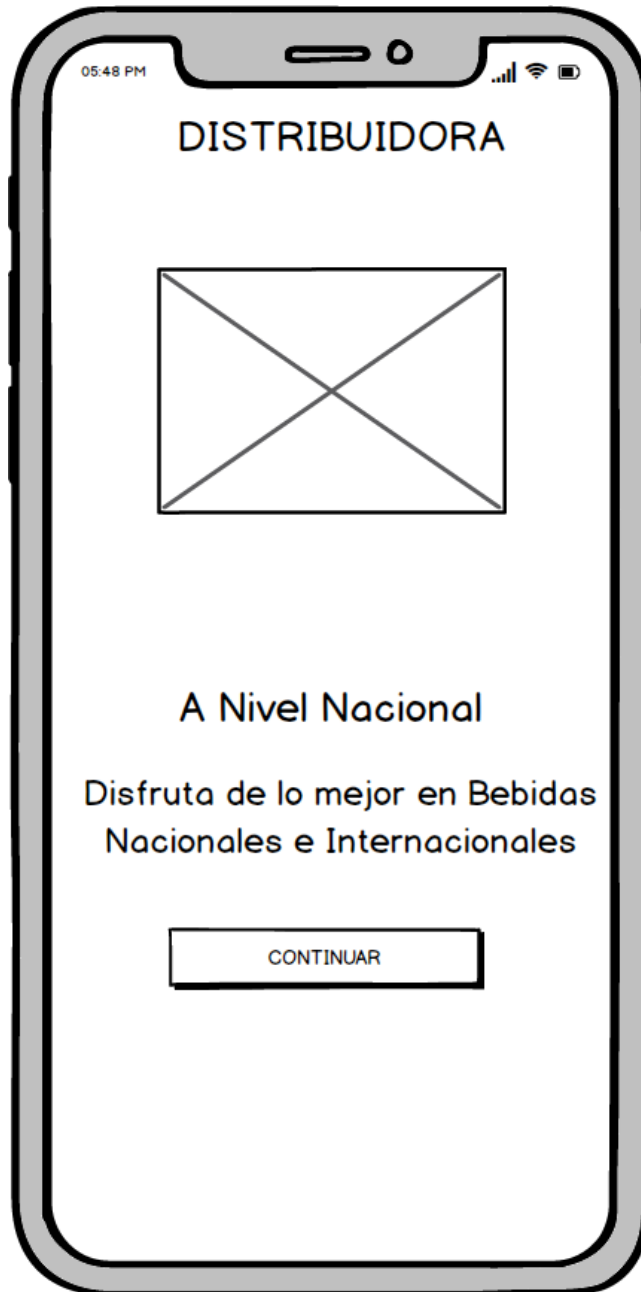 05:48 PM
DISTRIBUIDORA
A Nivel Nacional
Disfruta de lo mejor en Bebidas
Nacionales e Internacionales
CONTINUAR